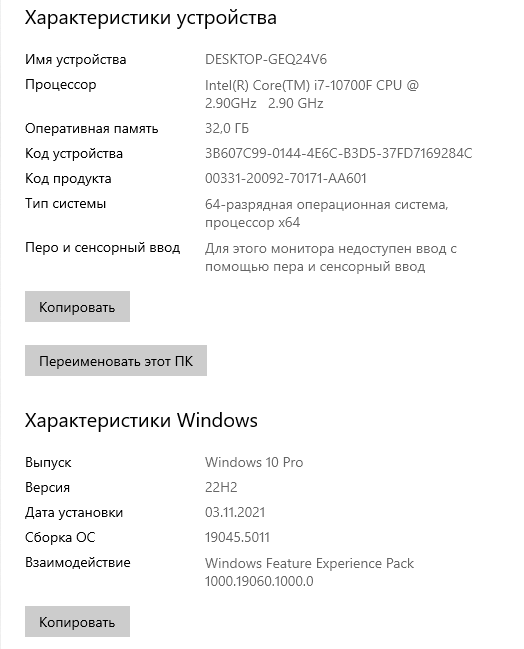 Характеристики устройства
Имя устройства DESKTOP-GEQ24V6
Процессор Intel(R) Core(TM) i7-10700F CPU @
2.90GHz 2.90 GHz
Оперативная память 32,0 ГБ
Код устройства 3B607C99-0144-4E6C-B3D5-37FD7169284C
Код продукта 00331-20092-70171-AA601
Тип системы 64-разрядная операционная система,
процессор x64
Перо и сенсорный ввод Для этого монитора недоступен ввод с
помощью пера и сенсорный ввод
Копировать
Переименовать этот ПК
Характеристики Windows
Выпуск Windows 10 Pro
Версия 22H2
Дата установки 03.11.2021
Сборка ОС 19045.5011
Взаимодействие Windows Feature Experience Pack
1000.19060.1000.0
Копировать